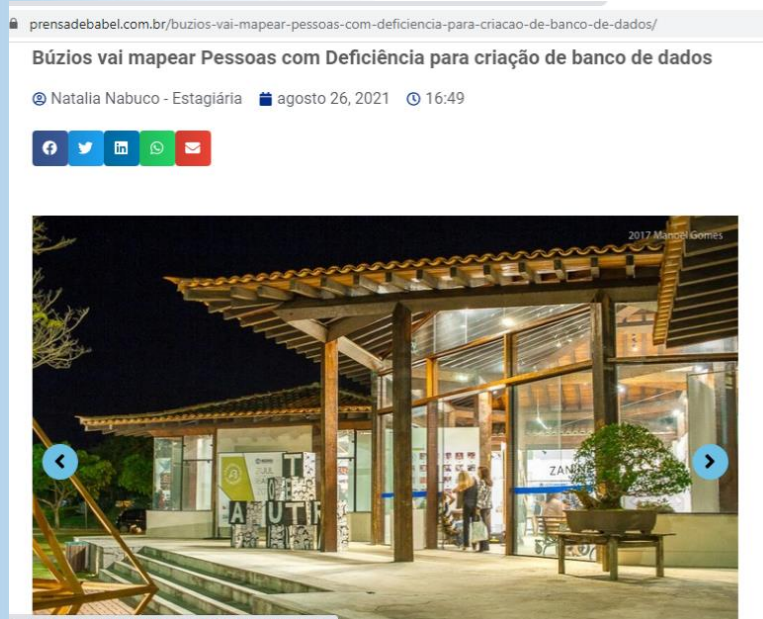 prensadebabel.com.br/buzios-vai-mapear-pessoas-com-deficiencia-para-criacao-de-banco-de-dados/
Búzios vai mapear Pessoas com Deficiência para criação de banco de dados
Natalia Nabuco - Estagiária agosto 26, 2021 16:49
2017 Manoel Gomes